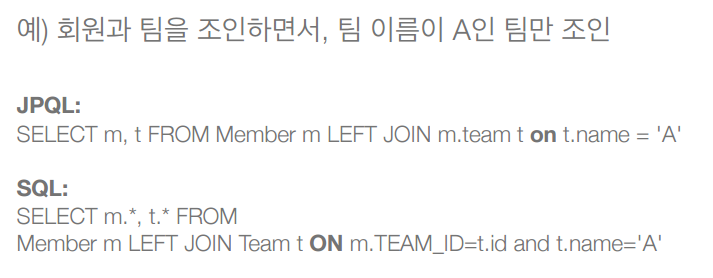 예) 회원과 팀을 조인하면서, 팀 이름이 A인 팀만 조인
JPQL:
SELECT m, t FROM Member m LEFT JOIN m.team t on t.name = 'A'
SQL:
SELECT m.*, t.* FROM
Member m LEFT JOIN Team t ON m.TEAM_ID=t.id and t.name='A'